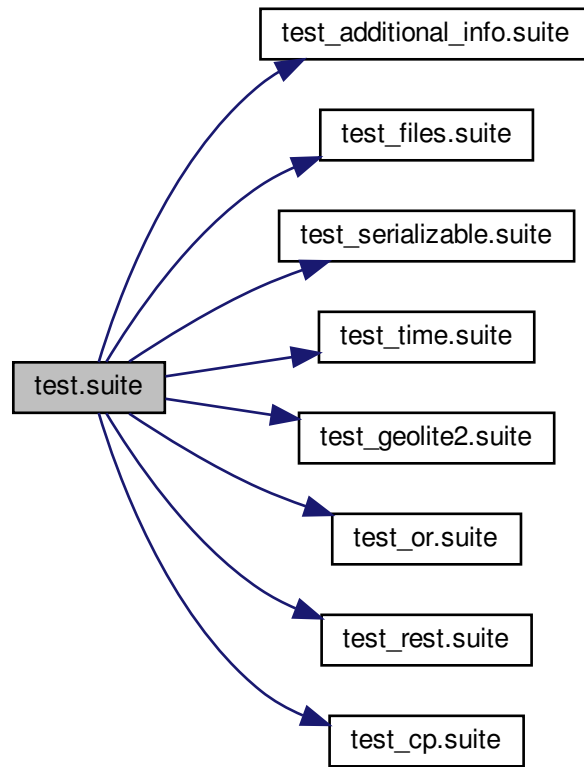 test_additional_info.suite
test_files.suite
test_serializable.suite
test_time.suite
test.suite
test_geolite2.suite
test_or.suite
test_rest.suite
test_cp.suite